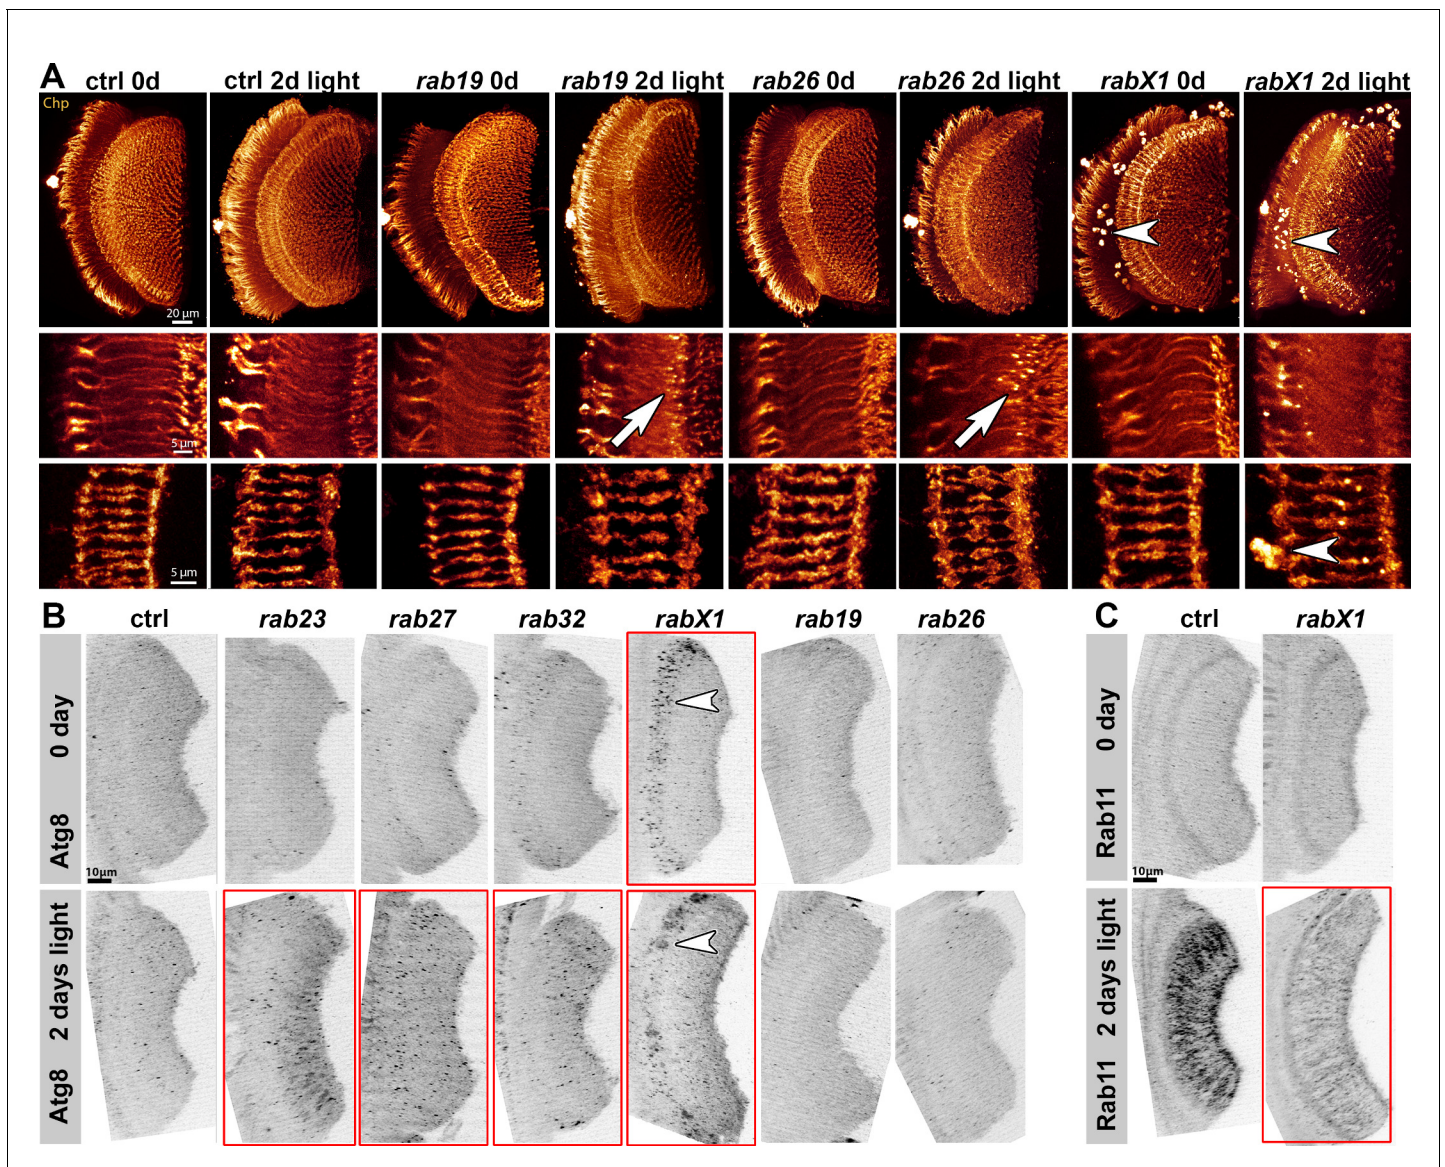 A
ctrl 0d ctrl 2d light rab19 0d rab19 2d light rab26 0d rab26 2d light rabX1 0d rabX1 2d light
Chp
20 µm
5 µm
5 µm
B
ctrl rab23 rab27 rab32 rabX1 rab19 rab26
Atg8 0 day
10µm
Atg8 2 days light
C
ctrl rabX1
Rab11 0 day
10µm
Rab11 2 days light